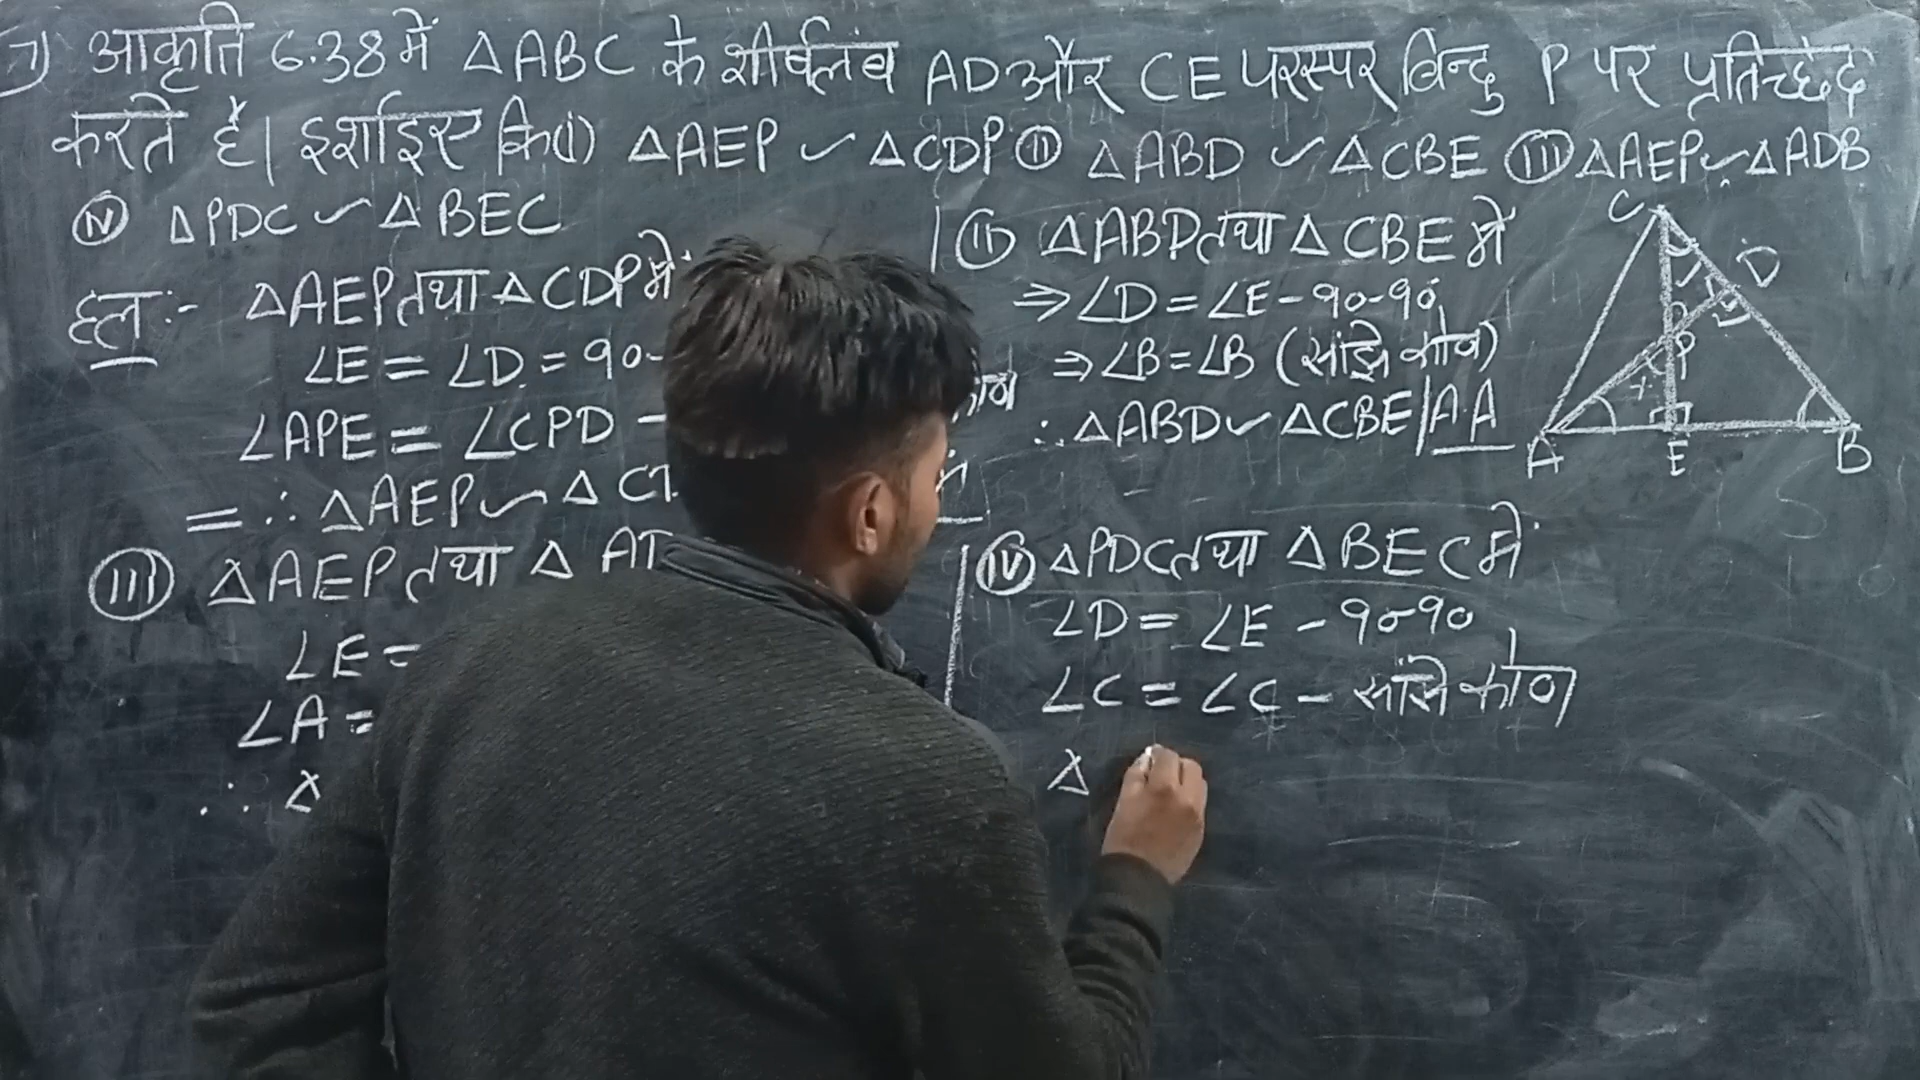 7) आकृति 6.38 में △ABC के शीर्षलंब AD और CE परस्पर बिन्दु P पर प्रतिच्छेद
करते हैं। दर्शाइए कि (i) △AEP ~ △CDP (ii) △ABD ~ △CBE (iii) △AEP ~ △ADB
(iv) △PDC ~ △BEC
हल:- △AEP तथा △CDP में
∠E = ∠D = 90-
∠APE = ∠CPD -
= ∴ △AEP ~ △C
(iii) △AEP तथा △ A
∠E =
∠A =
∴ △
(ii) △ABD तथा △CBE में
⇒ ∠D = ∠E - 90-90
⇒ ∠B = ∠B (सांझे कोण)
∴ △ABD ~ △CBE | AA
(iv) △PDC तथा △BEC में
∠D = ∠E - 90-90
∠C = ∠C - सांझे कोण
△
C
D
P
A
E
B